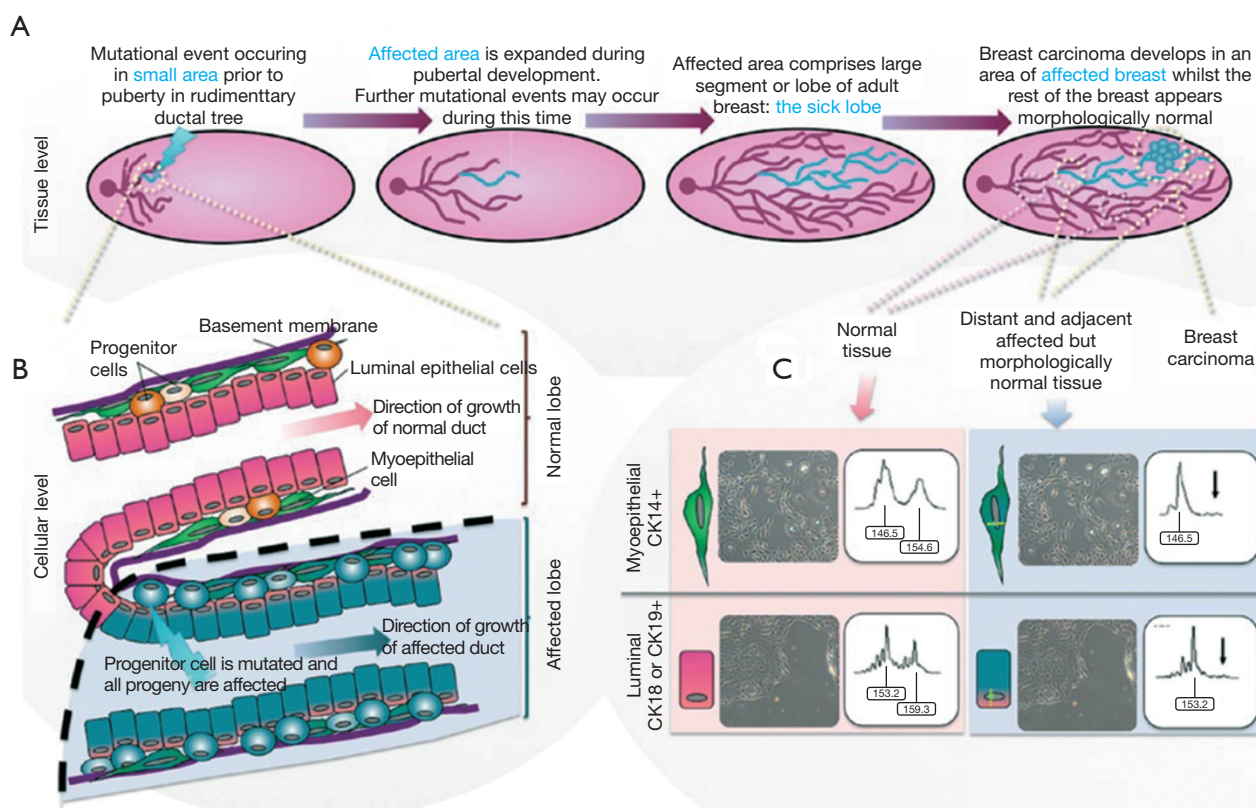 A
Mutational event occuring
in small area prior to
puberty in rudimenttary
ductal tree
Affected area is expanded during
pubertal development.
Further mutational events may occur
during this time
Affected area comprises large
segment or lobe of adult
breast: the sick lobe
Breast carcinoma develops in an
area of affected breast whilst the
rest of the breast appears
morphologically normal
Tissue level
B
Cellular level
Basement membrane
Progenitor
cells
Luminal epithelial cells
Direction of growth
of normal duct
Myoepithelial
cell
Normal lobe
Direction of growth
of affected duct
Progenitor cell is mutated and
all progeny are affected
Affected lobe
C
Normal
tissue
Distant and adjacent
affected but
morphologically
normal tissue
Breast
carcinoma
Myoepithelial
CK14+
146.5
154.6
146.5
Luminal
CK18 or CK19+
153.2
159.3
153.2